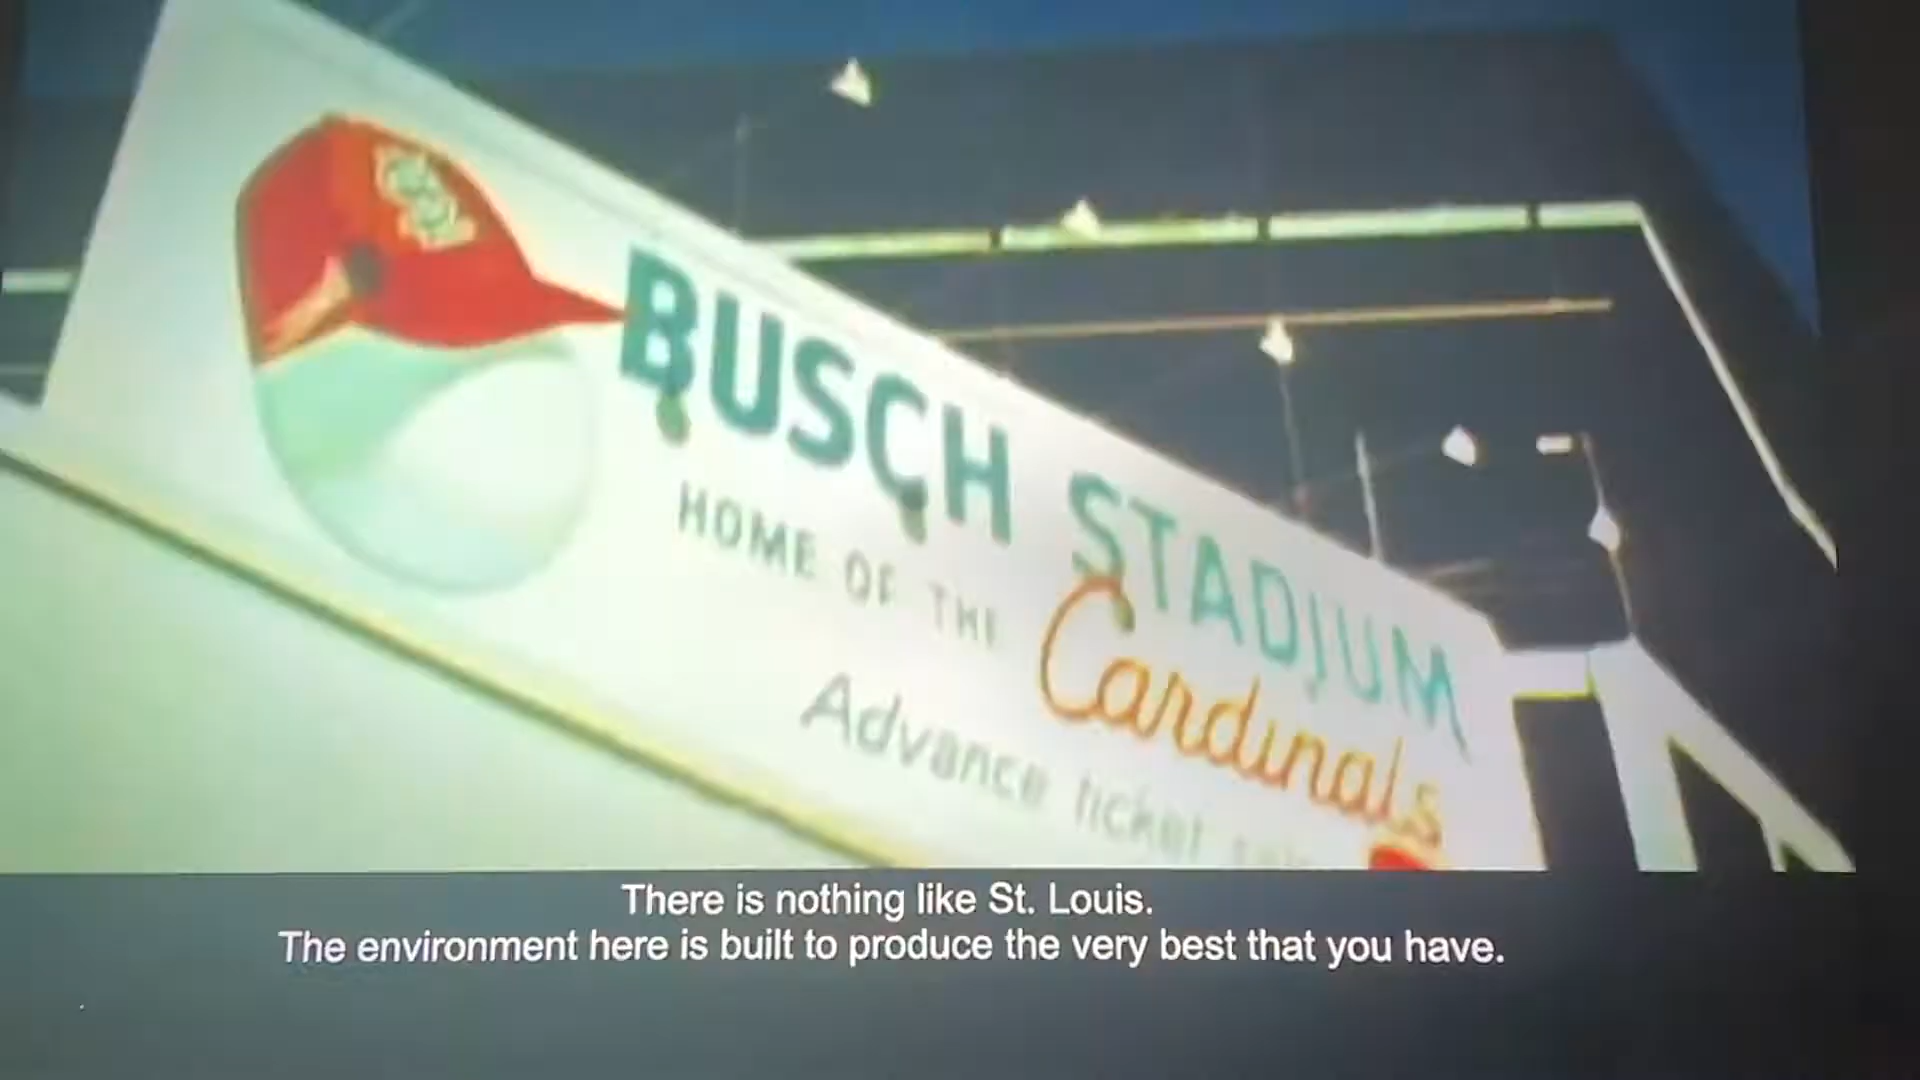 BUSCH STADIUM
HOME OF THE Cardinals
Advance ticket
There is nothing like St. Louis.
The environment here is built to produce the very best that you have.